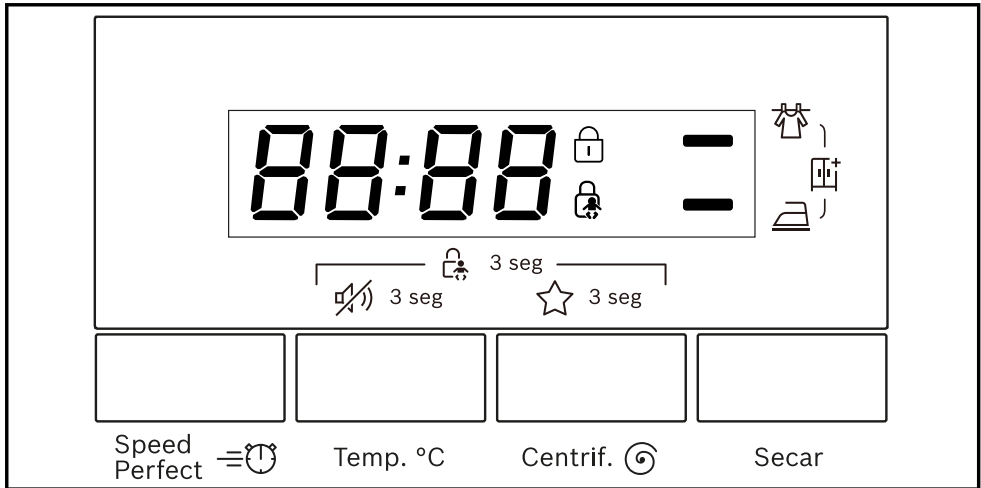 88:88
3 seg
3 seg
3 seg
Speed
Perfect
Temp. °C
Centrif.
Secar